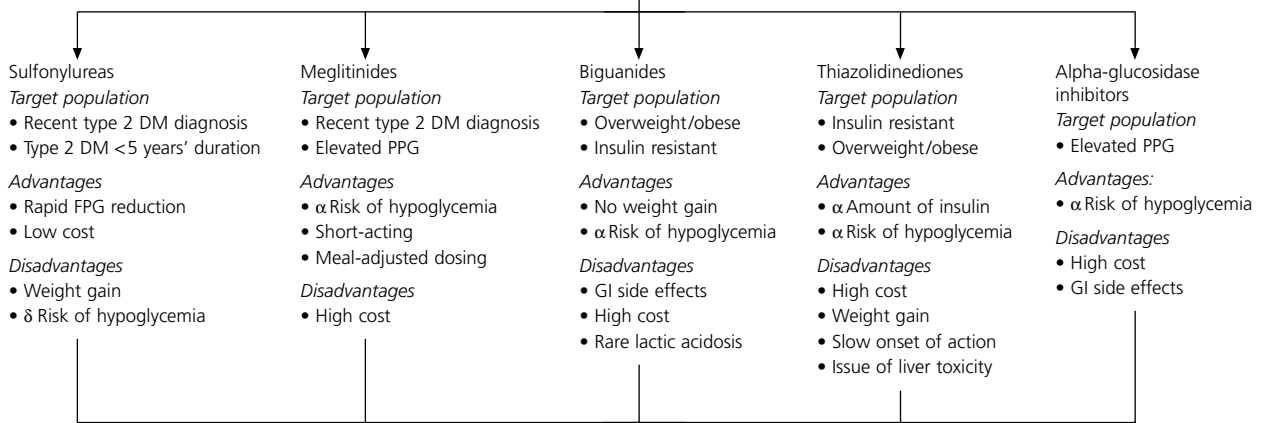 Sulfonylureas
Target population
• Recent type 2 DM diagnosis
• Type 2 DM <5 years’ duration
Advantages
• Rapid FPG reduction
• Low cost
Disadvantages
• Weight gain
• δ Risk of hypoglycemia
Meglitinides
Target population
• Recent type 2 DM diagnosis
• Elevated PPG
Advantages
• α Risk of hypoglycemia
• Short-acting
• Meal-adjusted dosing
Disadvantages
• High cost
Biguanides
Target population
• Overweight/obese
• Insulin resistant
Advantages
• No weight gain
• α Risk of hypoglycemia
Disadvantages
• GI side effects
• High cost
• Rare lactic acidosis
Thiazolidinediones
Target population
• Insulin resistant
• Overweight/obese
Advantages
• α Amount of insulin
• α Risk of hypoglycemia
Disadvantages
• High cost
• Weight gain
• Slow onset of action
• Issue of liver toxicity
Alpha-glucosidase
inhibitors
Target population
• Elevated PPG
Advantages:
• α Risk of hypoglycemia
Disadvantages
• High cost
• GI side effects